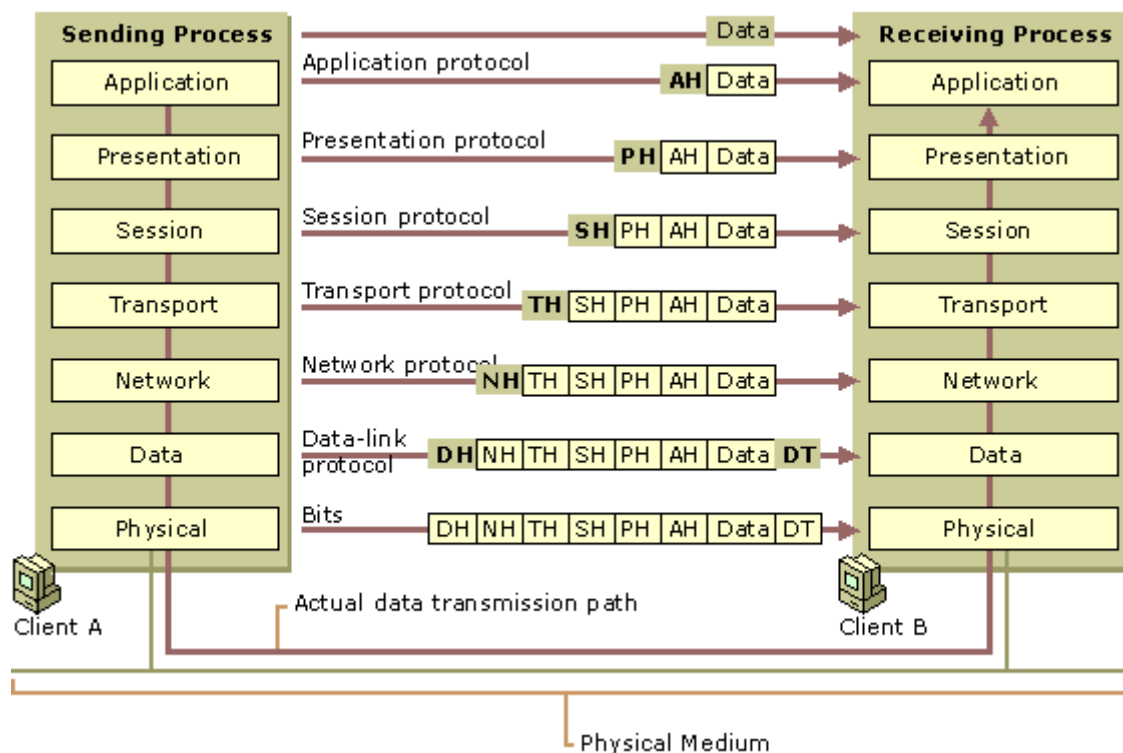 Sending Process
Data
Receiving Process
Application protocol
Application
AH Data
Application
Presentation protocol
Presentation
PH AH Data
Presentation
Session protocol
Session
SH PH AH Data
Session
Transport protocol
Transport
TH SH PH AH Data
Transport
Network protocol
Network
NH TH SH PH AH Data
Network
Data-link
protocol
Data
DH NH TH SH PH AH Data DT
Data
Bits
Physical
DH NH TH SH PH AH Data DT
Physical
Actual data transmission path
Client A
Client B
Physical Medium